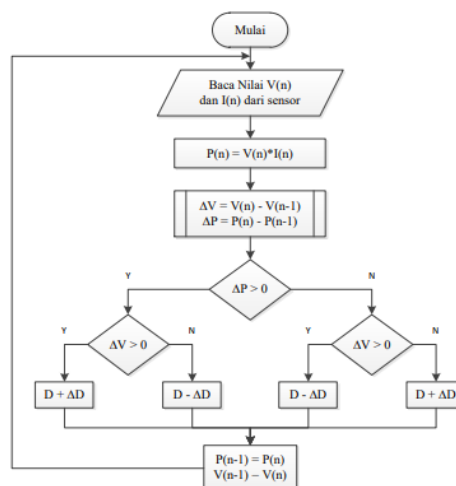 Mulai
Baca Nilai V(n)
dan I(n) dari sensor
P(n) = V(n)*I(n)
ΔV = V(n) - V(n-1)
ΔP = P(n) - P(n-1)
Y
N
ΔP > 0
Y
N
Y
N
ΔV > 0
ΔV > 0
D + ΔD
D - ΔD
D - ΔD
D + ΔD
P(n-1) = P(n)
V(n-1) – V(n)